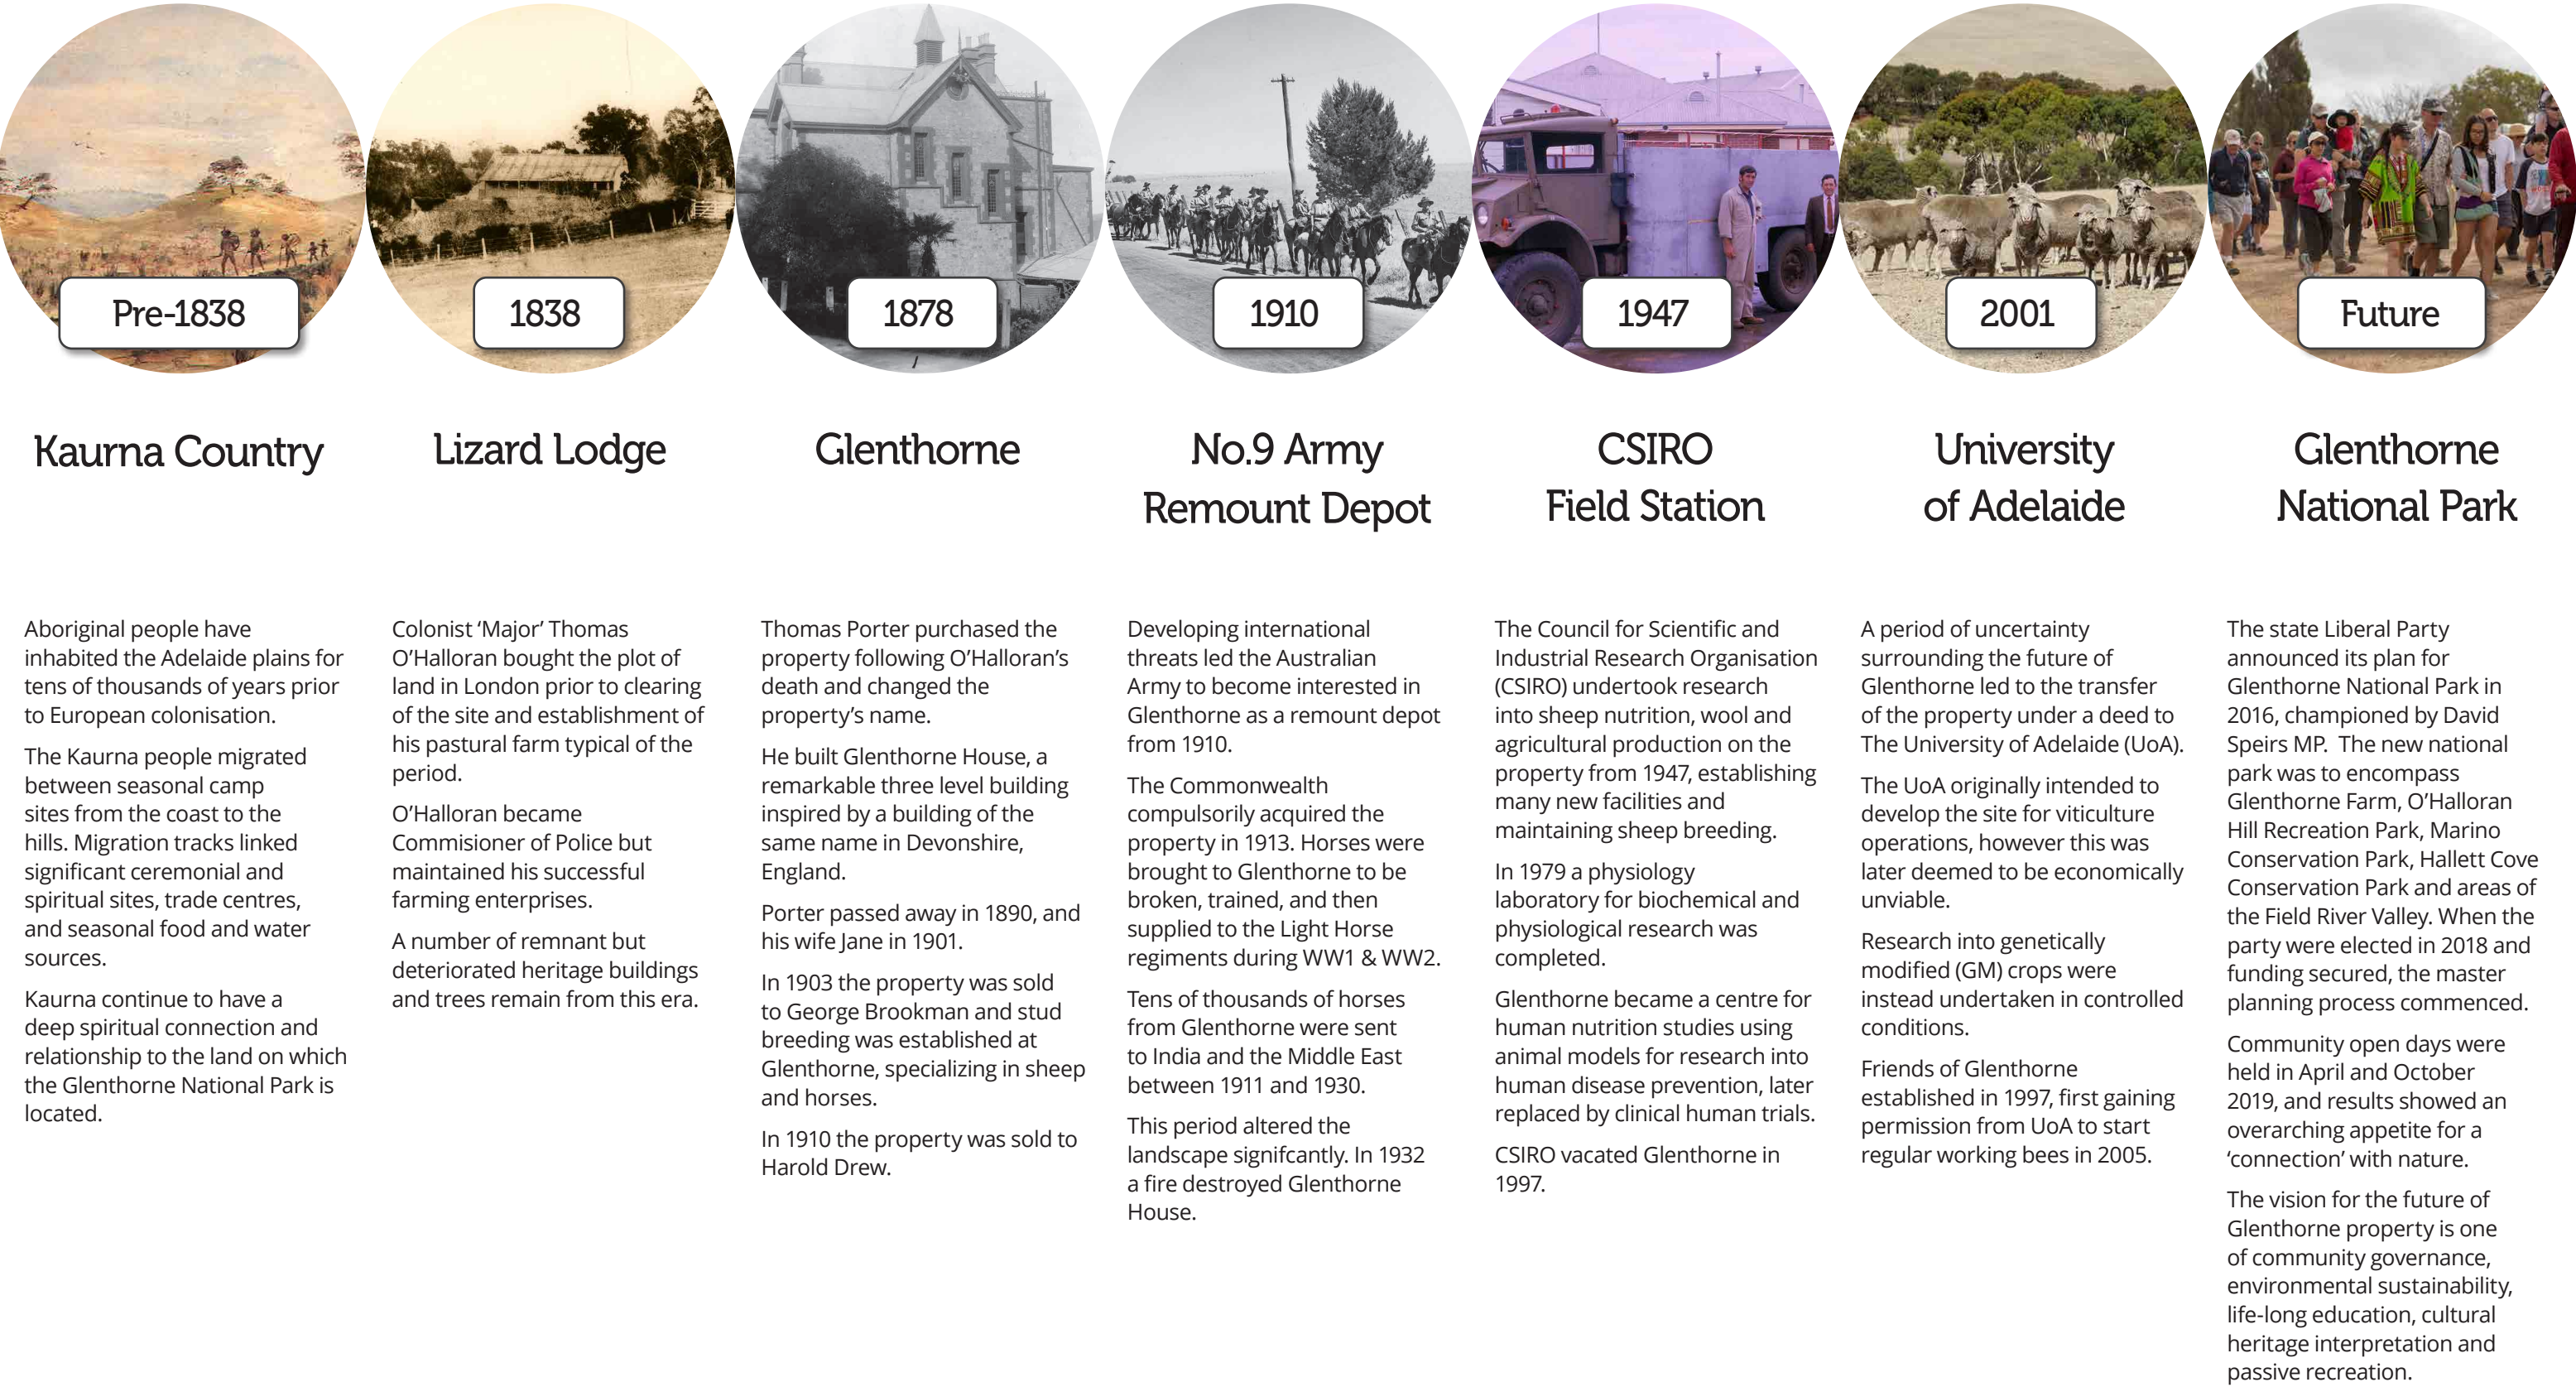 Pre-1838
Kaurna Country
Aboriginal people have
inhabited the Adelaide plains for
tens of thousands of years prior
to European colonisation.
The Kaurna people migrated
between seasonal camp
sites from the coast to the
hills. Migration tracks linked
significant ceremonial and
spiritual sites, trade centres,
and seasonal food and water
sources.
Kaurna continue to have a
deep spiritual connection and
relationship to the land on which
the Glenthorne National Park is
located.
1838
Lizard Lodge
Colonist ‘Major’ Thomas
O’Halloran bought the plot of
land in London prior to clearing
of the site and establishment of
his pastural farm typical of the
period.
O’Halloran became
Commisioner of Police but
maintained his successful
farming enterprises.
A number of remnant but
deteriorated heritage buildings
and trees remain from this era.
1878
Glenthorne
Thomas Porter purchased the
property following O’Halloran’s
death and changed the
property’s name.
He built Glenthorne House, a
remarkable three level building
inspired by a building of the
same name in Devonshire,
England.
Porter passed away in 1890, and
his wife Jane in 1901.
In 1903 the property was sold
to George Brookman and stud
breeding was established at
Glenthorne, specializing in sheep
and horses.
In 1910 the property was sold to
Harold Drew.
1910
No.9 Army
Remount Depot
Developing international
threats led the Australian
Army to become interested in
Glenthorne as a remount depot
from 1910.
The Commonwealth
compulsorily acquired the
property in 1913. Horses were
brought to Glenthorne to be
broken, trained, and then
supplied to the Light Horse
regiments during WW1 & WW2.
Tens of thousands of horses
from Glenthorne were sent
to India and the Middle East
between 1911 and 1930.
This period altered the
landscape signifcantly. In 1932
a fire destroyed Glenthorne
House.
1947
CSIRO
Field Station
The Council for Scientific and
Industrial Research Organisation
(CSIRO) undertook research
into sheep nutrition, wool and
agricultural production on the
property from 1947, establishing
many new facilities and
maintaining sheep breeding.
In 1979 a physiology
laboratory for biochemical and
physiological research was
completed.
Glenthorne became a centre for
human nutrition studies using
animal models for research into
human disease prevention, later
replaced by clinical human trials.
CSIRO vacated Glenthorne in
1997.
2001
University
of Adelaide
A period of uncertainty
surrounding the future of
Glenthorne led to the transfer
of the property under a deed to
The University of Adelaide (UoA).
The UoA originally intended to
develop the site for viticulture
operations, however this was
later deemed to be economically
unviable.
Research into genetically
modified (GM) crops were
instead undertaken in controlled
conditions.
Friends of Glenthorne
established in 1997, first gaining
permission from UoA to start
regular working bees in 2005.
Future
Glenthorne
National Park
The state Liberal Party
announced its plan for
Glenthorne National Park in
2016, championed by David
Speirs MP.  The new national
park was to encompass
Glenthorne Farm, O’Halloran
Hill Recreation Park, Marino
Conservation Park, Hallett Cove
Conservation Park and areas of
the Field River Valley. When the
party were elected in 2018 and
funding secured, the master
planning process commenced.
Community open days were
held in April and October
2019, and results showed an
overarching appetite for a
‘connection’ with nature.
The vision for the future of
Glenthorne property is one
of community governance,
environmental sustainability,
life-long education, cultural
heritage interpretation and
passive recreation.